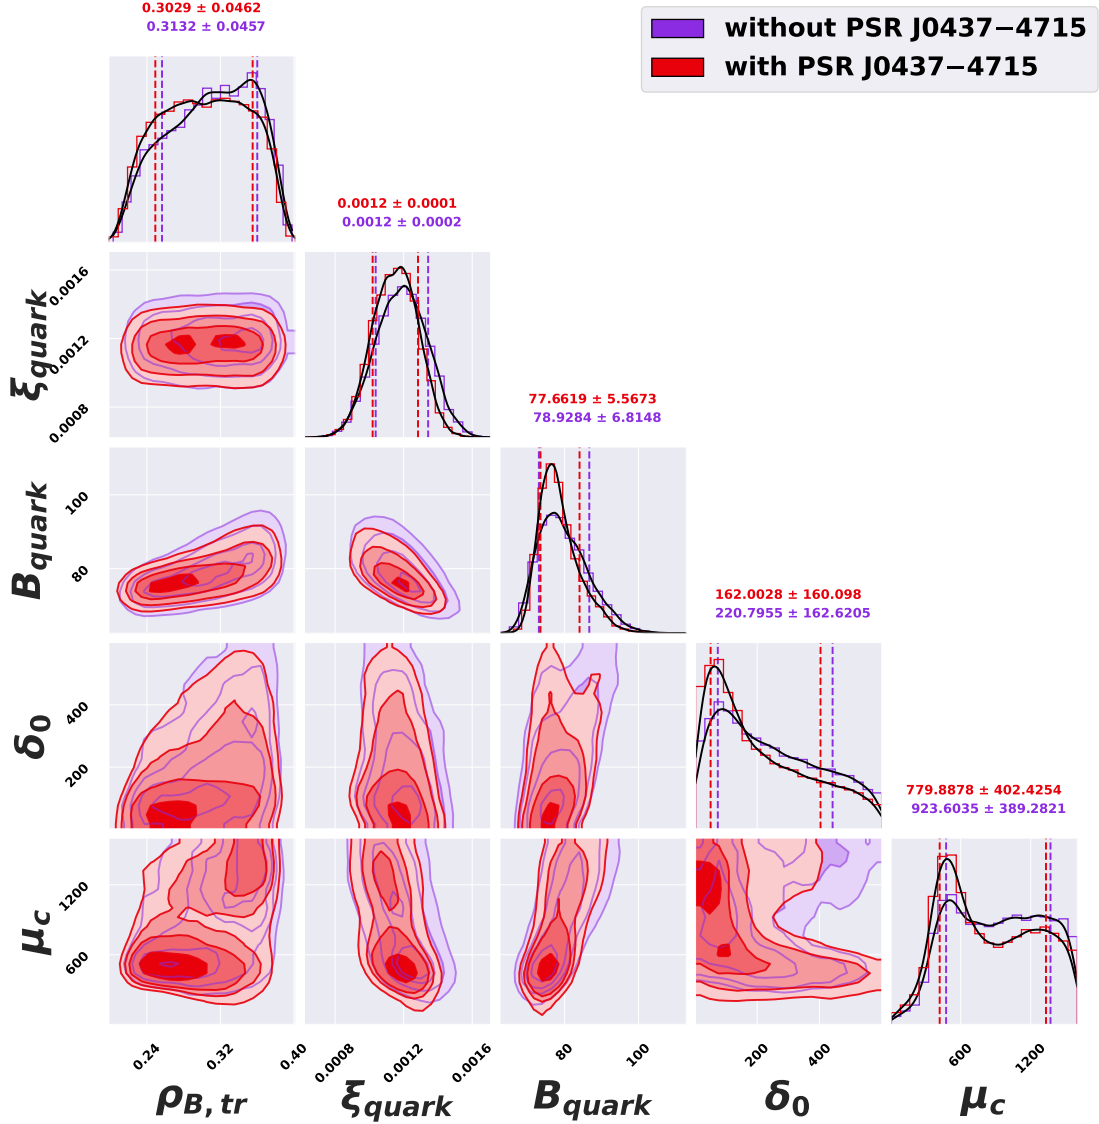 0.3029 ± 0.0462
0.3132 ± 0.0457
without PSR J0437−4715
with PSR J0437−4715
0.0012 ± 0.0001
0.0012 ± 0.0002
ξquark
0.0016
0.0012
0.0008
77.6619 ± 5.5673
78.9284 ± 6.8148
Bquark
100
80
162.0028 ± 160.098
220.7955 ± 162.6205
δ0
400
200
779.8878 ± 402.4254
923.6035 ± 389.2821
μc
1200
600
0.24 0.32 0.40 0.0008 0.0012 0.0016 80 100 200 400 600 1200
ρB, tr ξquark Bquark δ0 μc